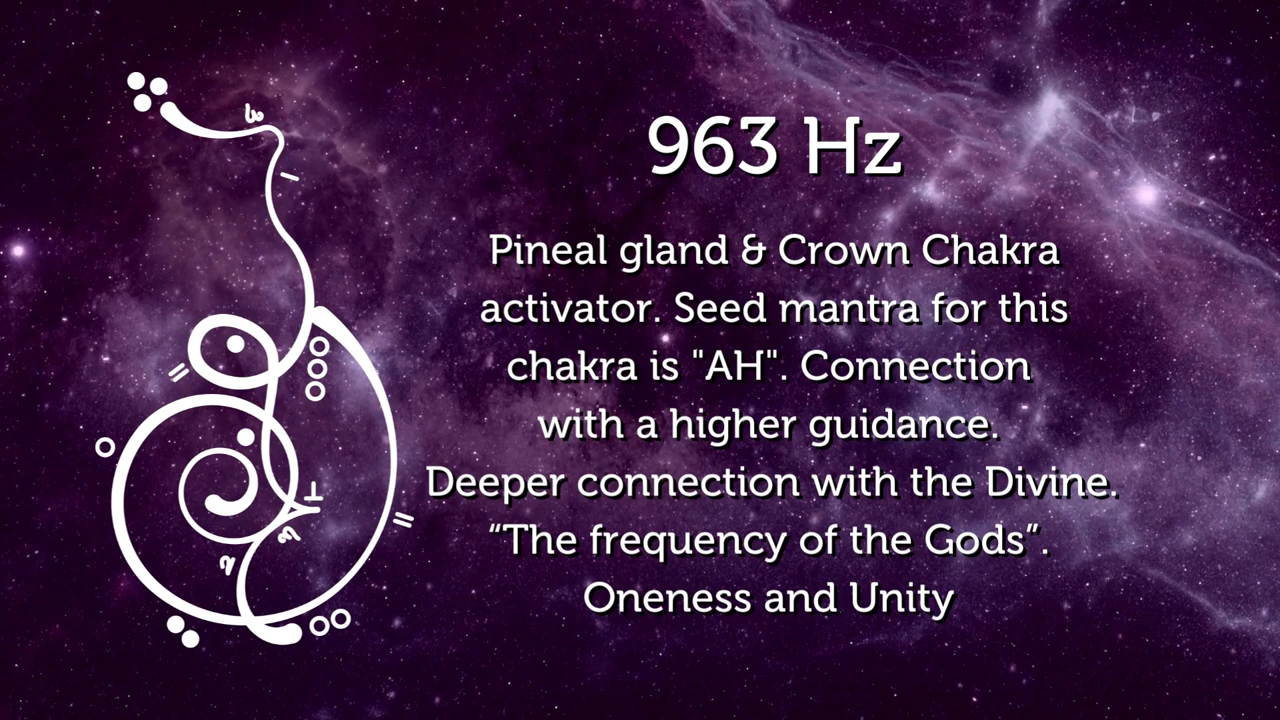 963 Hz
Pineal gland & Crown Chakra
activator. Seed mantra for this
chakra is "AH". Connection
with a higher guidance.
Deeper connection with the Divine.
“The frequency of the Gods”.
Oneness and Unity